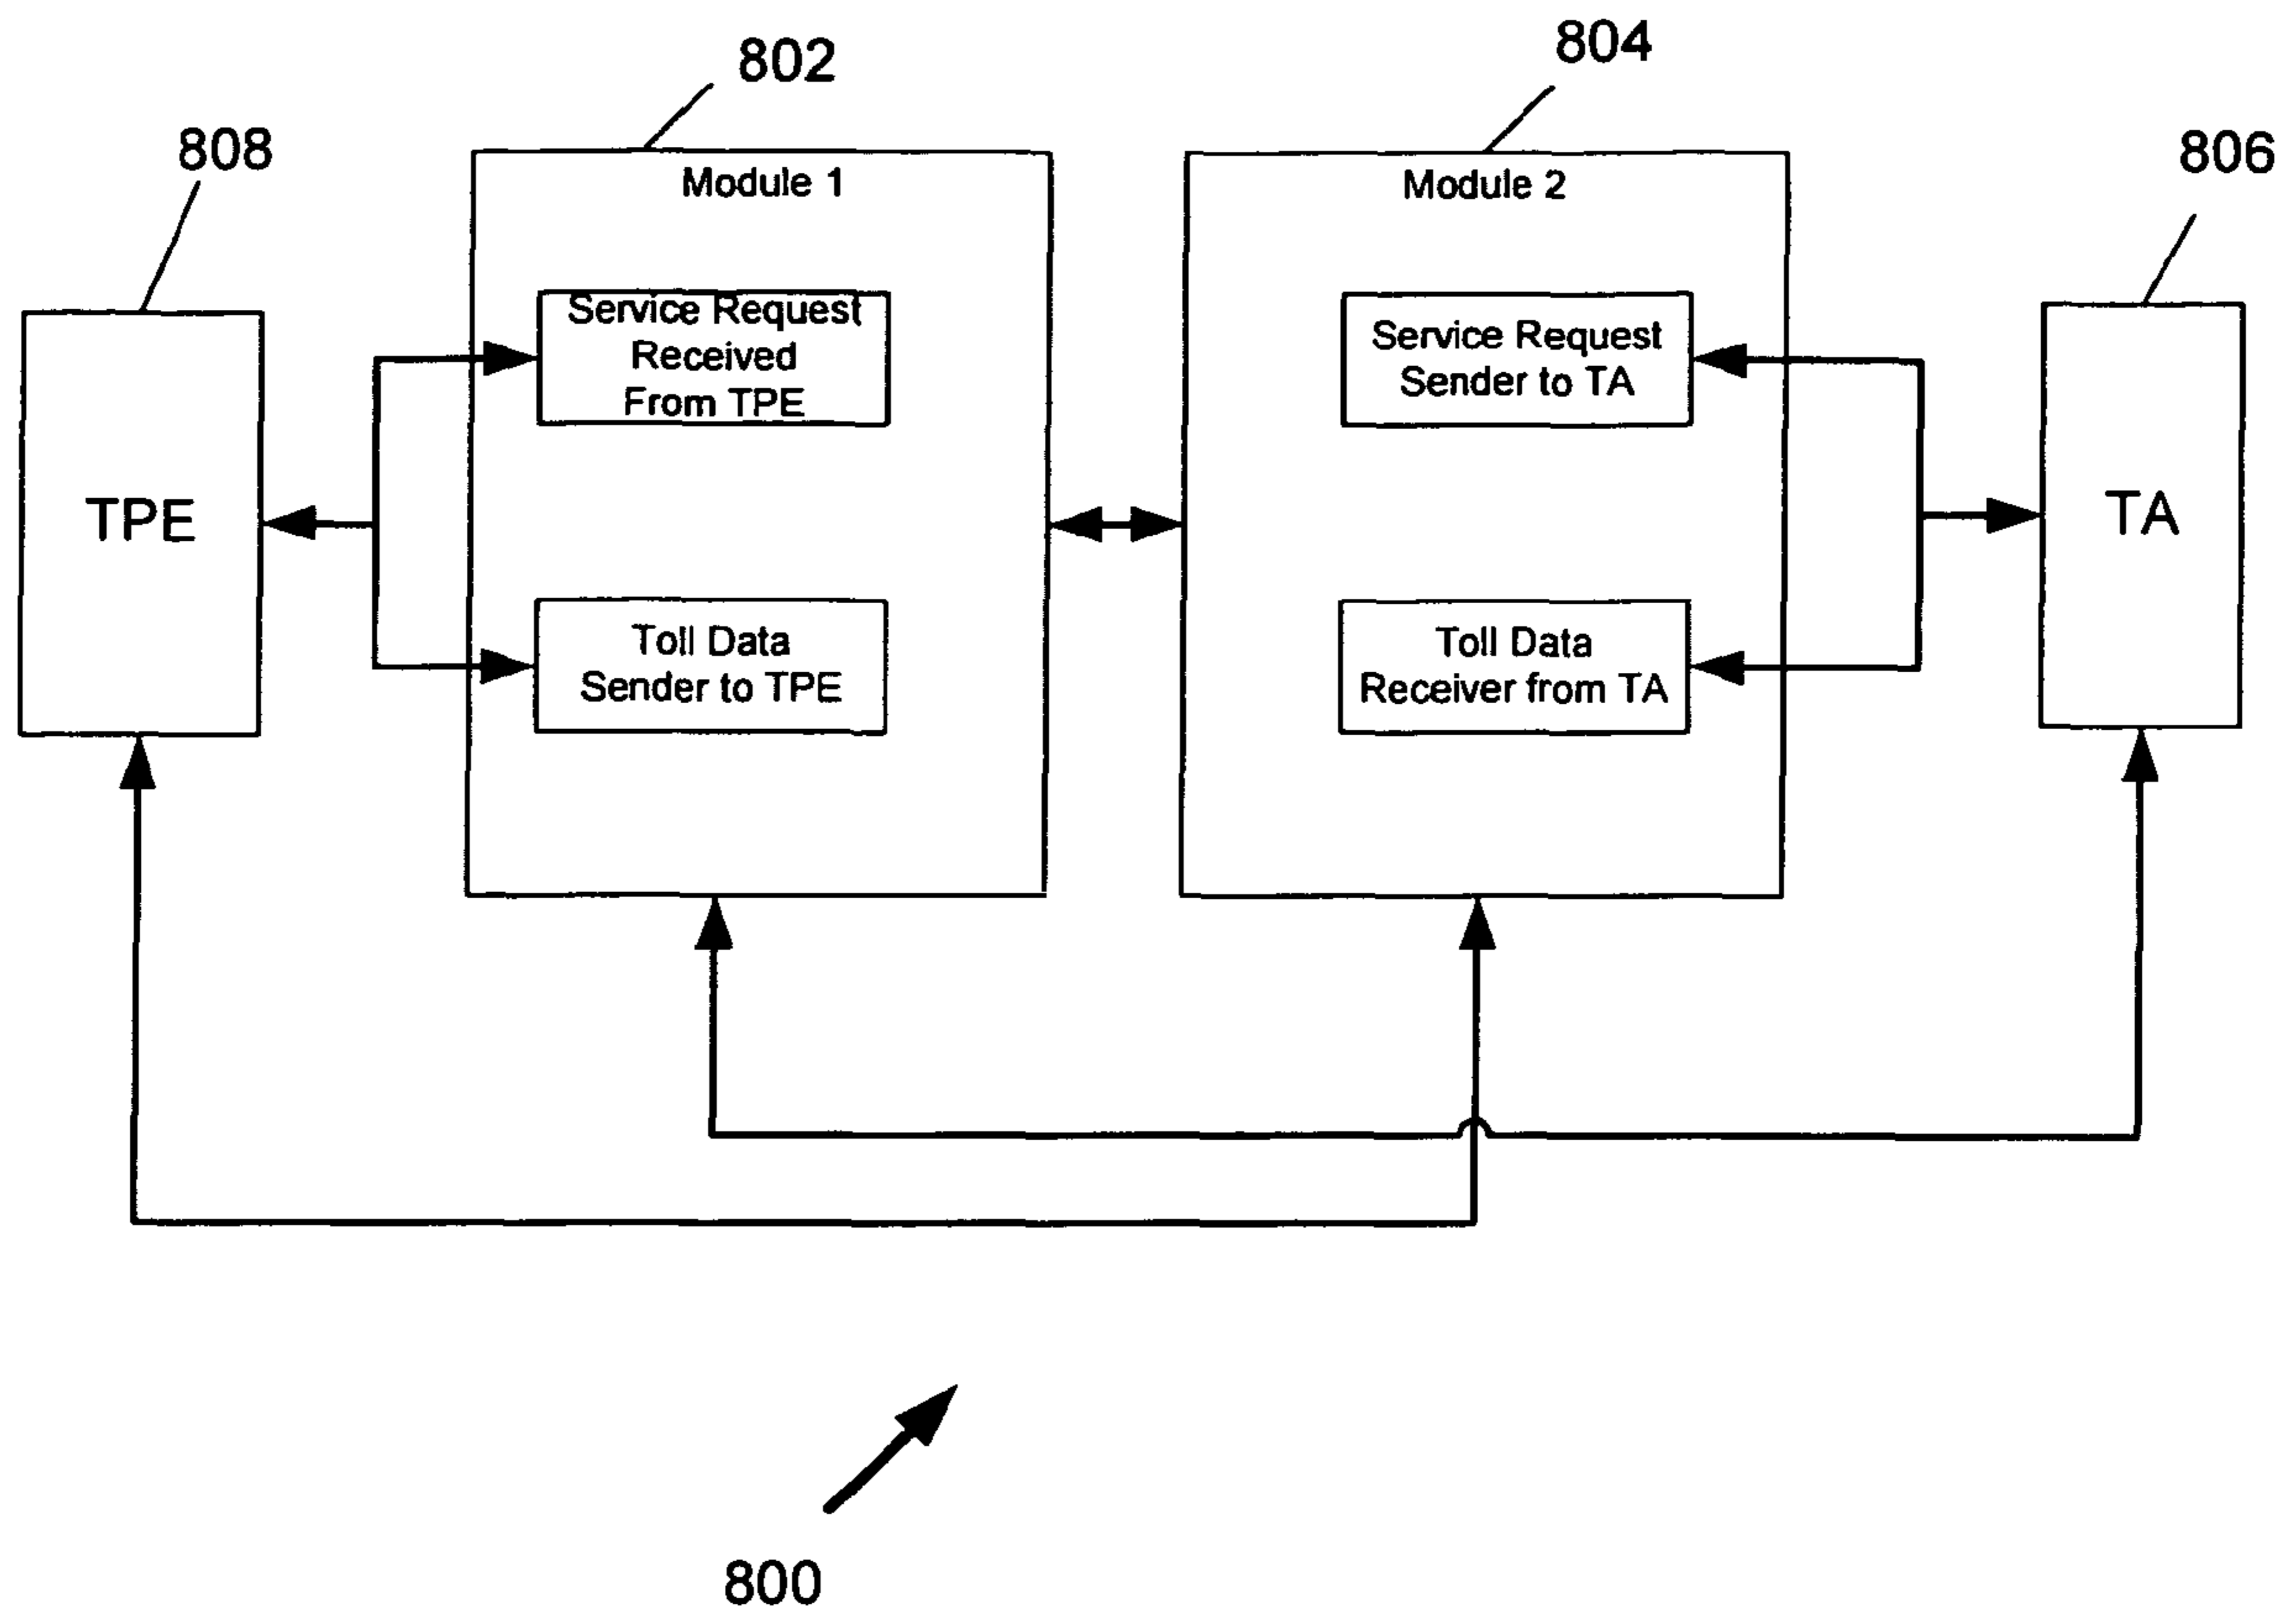 802
804
808
806
Module 1
Module 2
Service Request
Received
From TPE
Service Request
Sender to TA
TPE
TA
Toll Data
Sender to TPE
Toll Data
Receiver from TA
800